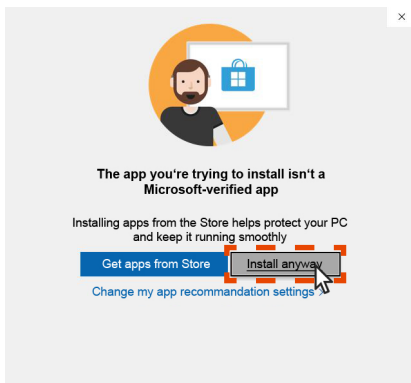 The app you‘re trying to install isn‘t a
Microsoft-verified app
Installing apps from the Store helps protect your PC
and keep it running smoothly
Get apps from Store
Install anyway
Change my app recommandation settings